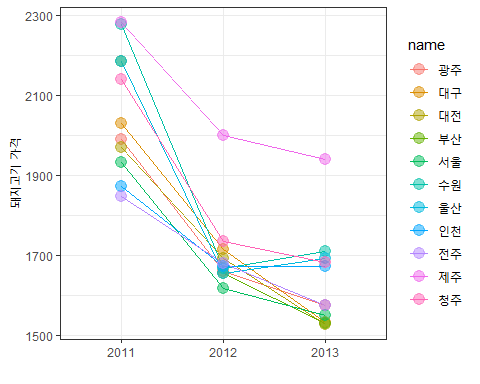 2300
2100
1900
1700
1500
돼지고기 가격
2011
2012
2013
name
광주
대구
대전
부산
서울
수원
울산
인천
전주
제주
청주